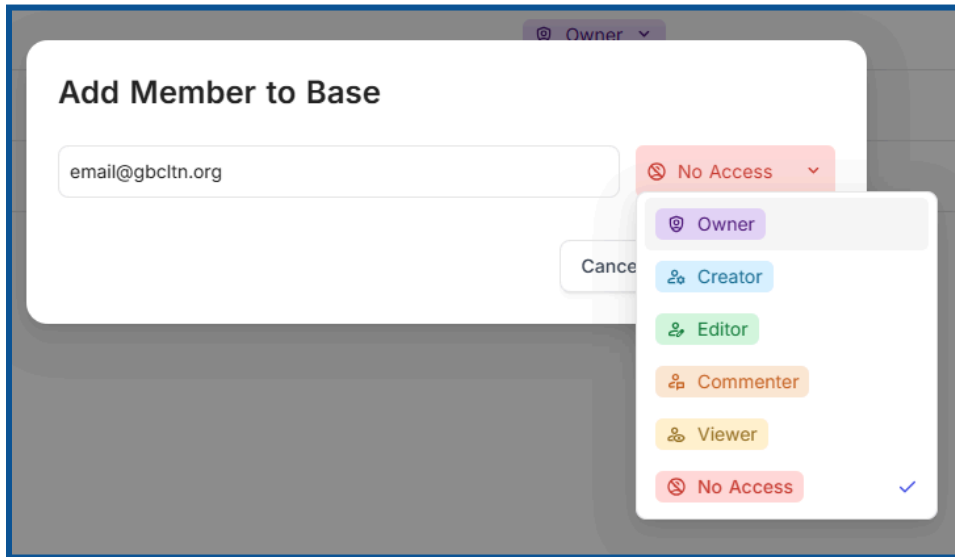 Owner
Add Member to Base
email@gbcltn.org
No Access
Owner
Cance
Creator
Editor
Commenter
Viewer
No Access